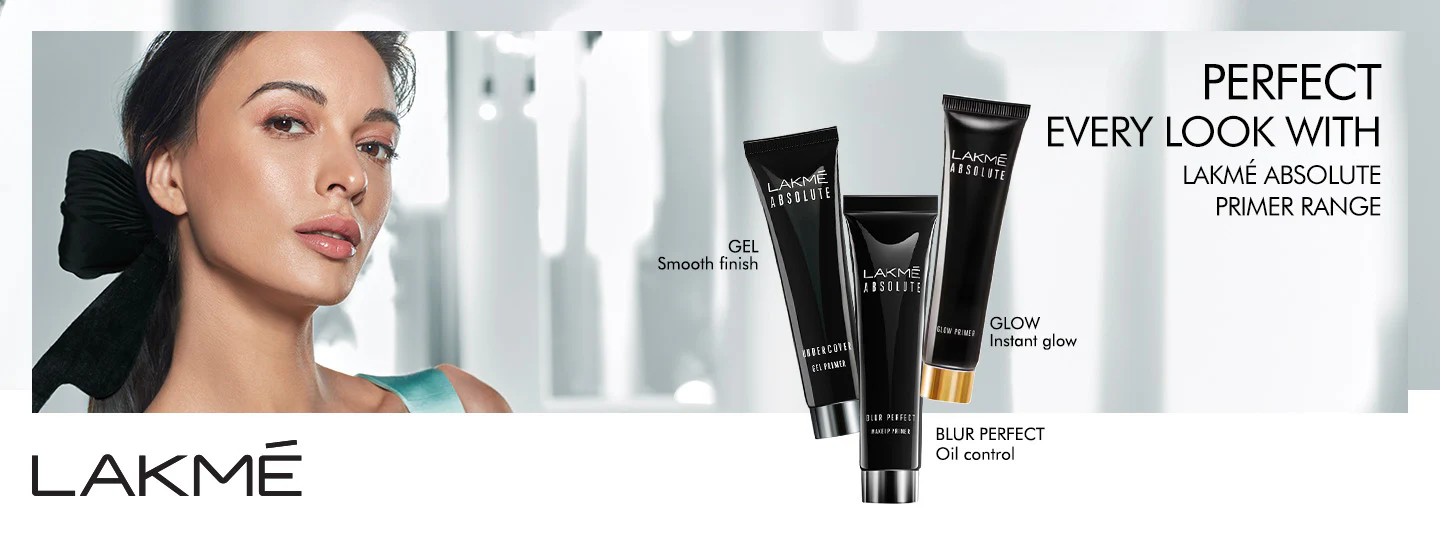 PERFECT
EVERY LOOK WITH
LAKMÉ ABSOLUTE
PRIMER RANGE
LAKMÉ
ABSOLUTE
UNDERCOVER
GEL PRIMER
GEL
Smooth finish
LAKMÉ
ABSOLUTE
BLUR PERFECT
MAKEUP PRIMER
LAKMÉ
ABSOLUTE
GLOW PRIMER
GLOW
Instant glow
BLUR PERFECT
Oil control
LAKMÉ